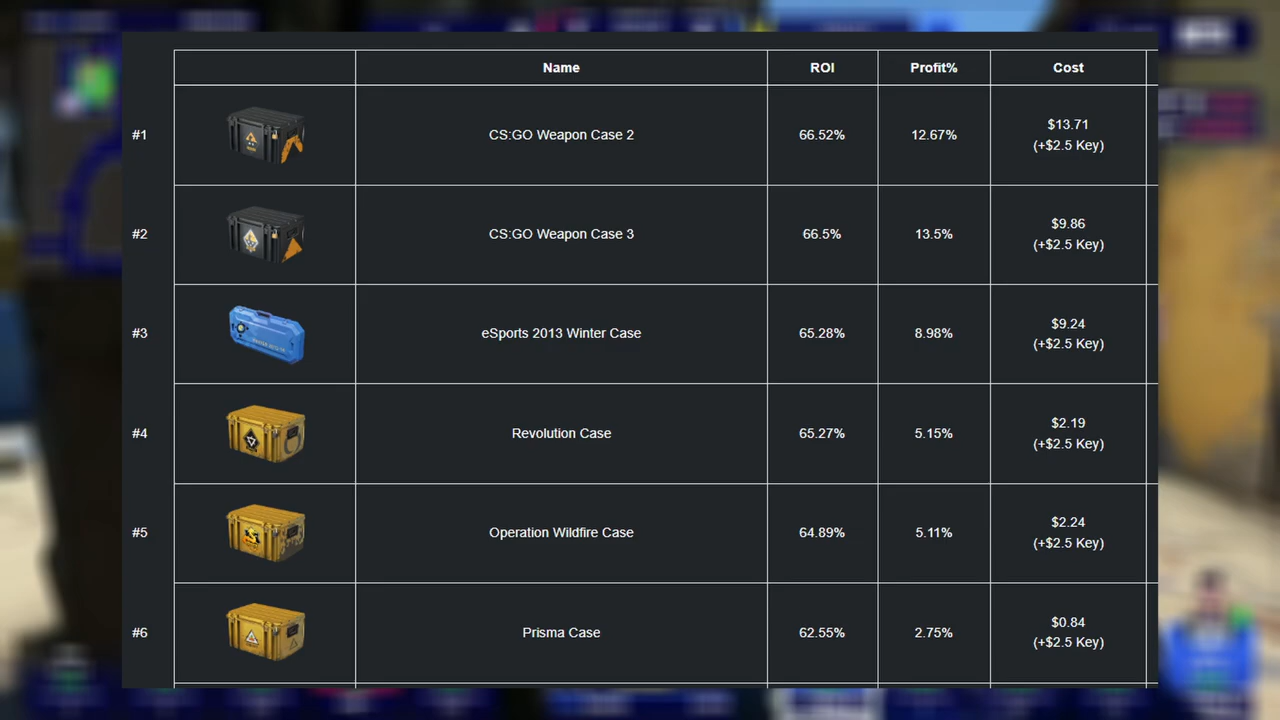 Name ROI Profit% Cost
#1 CS:GO Weapon Case 2 66.52% 12.67% $13.71
(+$2.5 Key)
#2 CS:GO Weapon Case 3 66.5% 13.5% $9.86
(+$2.5 Key)
#3 eSports 2013 Winter Case 65.28% 8.98% $9.24
(+$2.5 Key)
#4 Revolution Case 65.27% 5.15% $2.19
(+$2.5 Key)
#5 Operation Wildfire Case 64.89% 5.11% $2.24
(+$2.5 Key)
#6 Prisma Case 62.55% 2.75% $0.84
(+$2.5 Key)